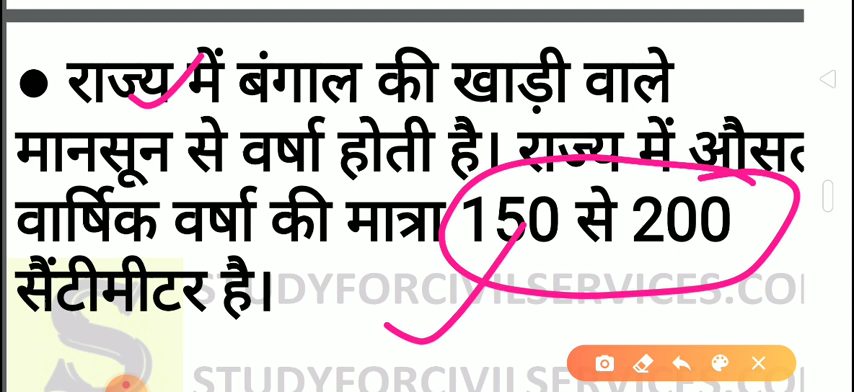 ● राज्य में बंगाल की खाड़ी वाले
मानसून से वर्षा होती है। राज्य में औसत
वार्षिक वर्षा की मात्रा 150 से 200
सैंटीमीटर है।
STUDYFORCIVILSERVICES.CO
STUDYFORCIVILSERVICES.CO